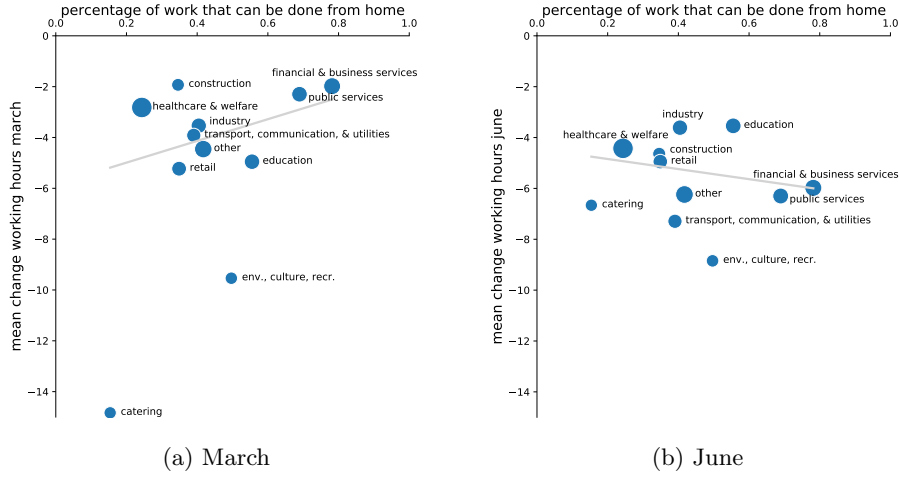 percentage of work that can be done from home
0.0 0.2 0.4 0.6 0.8 1.0
mean change working hours march
0
−2
−4
−6
−8
−10
−12
−14
financial & business services
construction
public services
healthcare & welfare
industry
transport, communication, & utilities
other
education
retail
env., culture, recr.
catering
(a) March
percentage of work that can be done from home
0.0 0.2 0.4 0.6 0.8 1.0
mean change working hours june
0
−2
−4
−6
−8
−10
−12
−14
industry
education
healthcare & welfare
construction
retail
financial & business services
other
public services
catering
transport, communication, & utilities
env., culture, recr.
(b) June